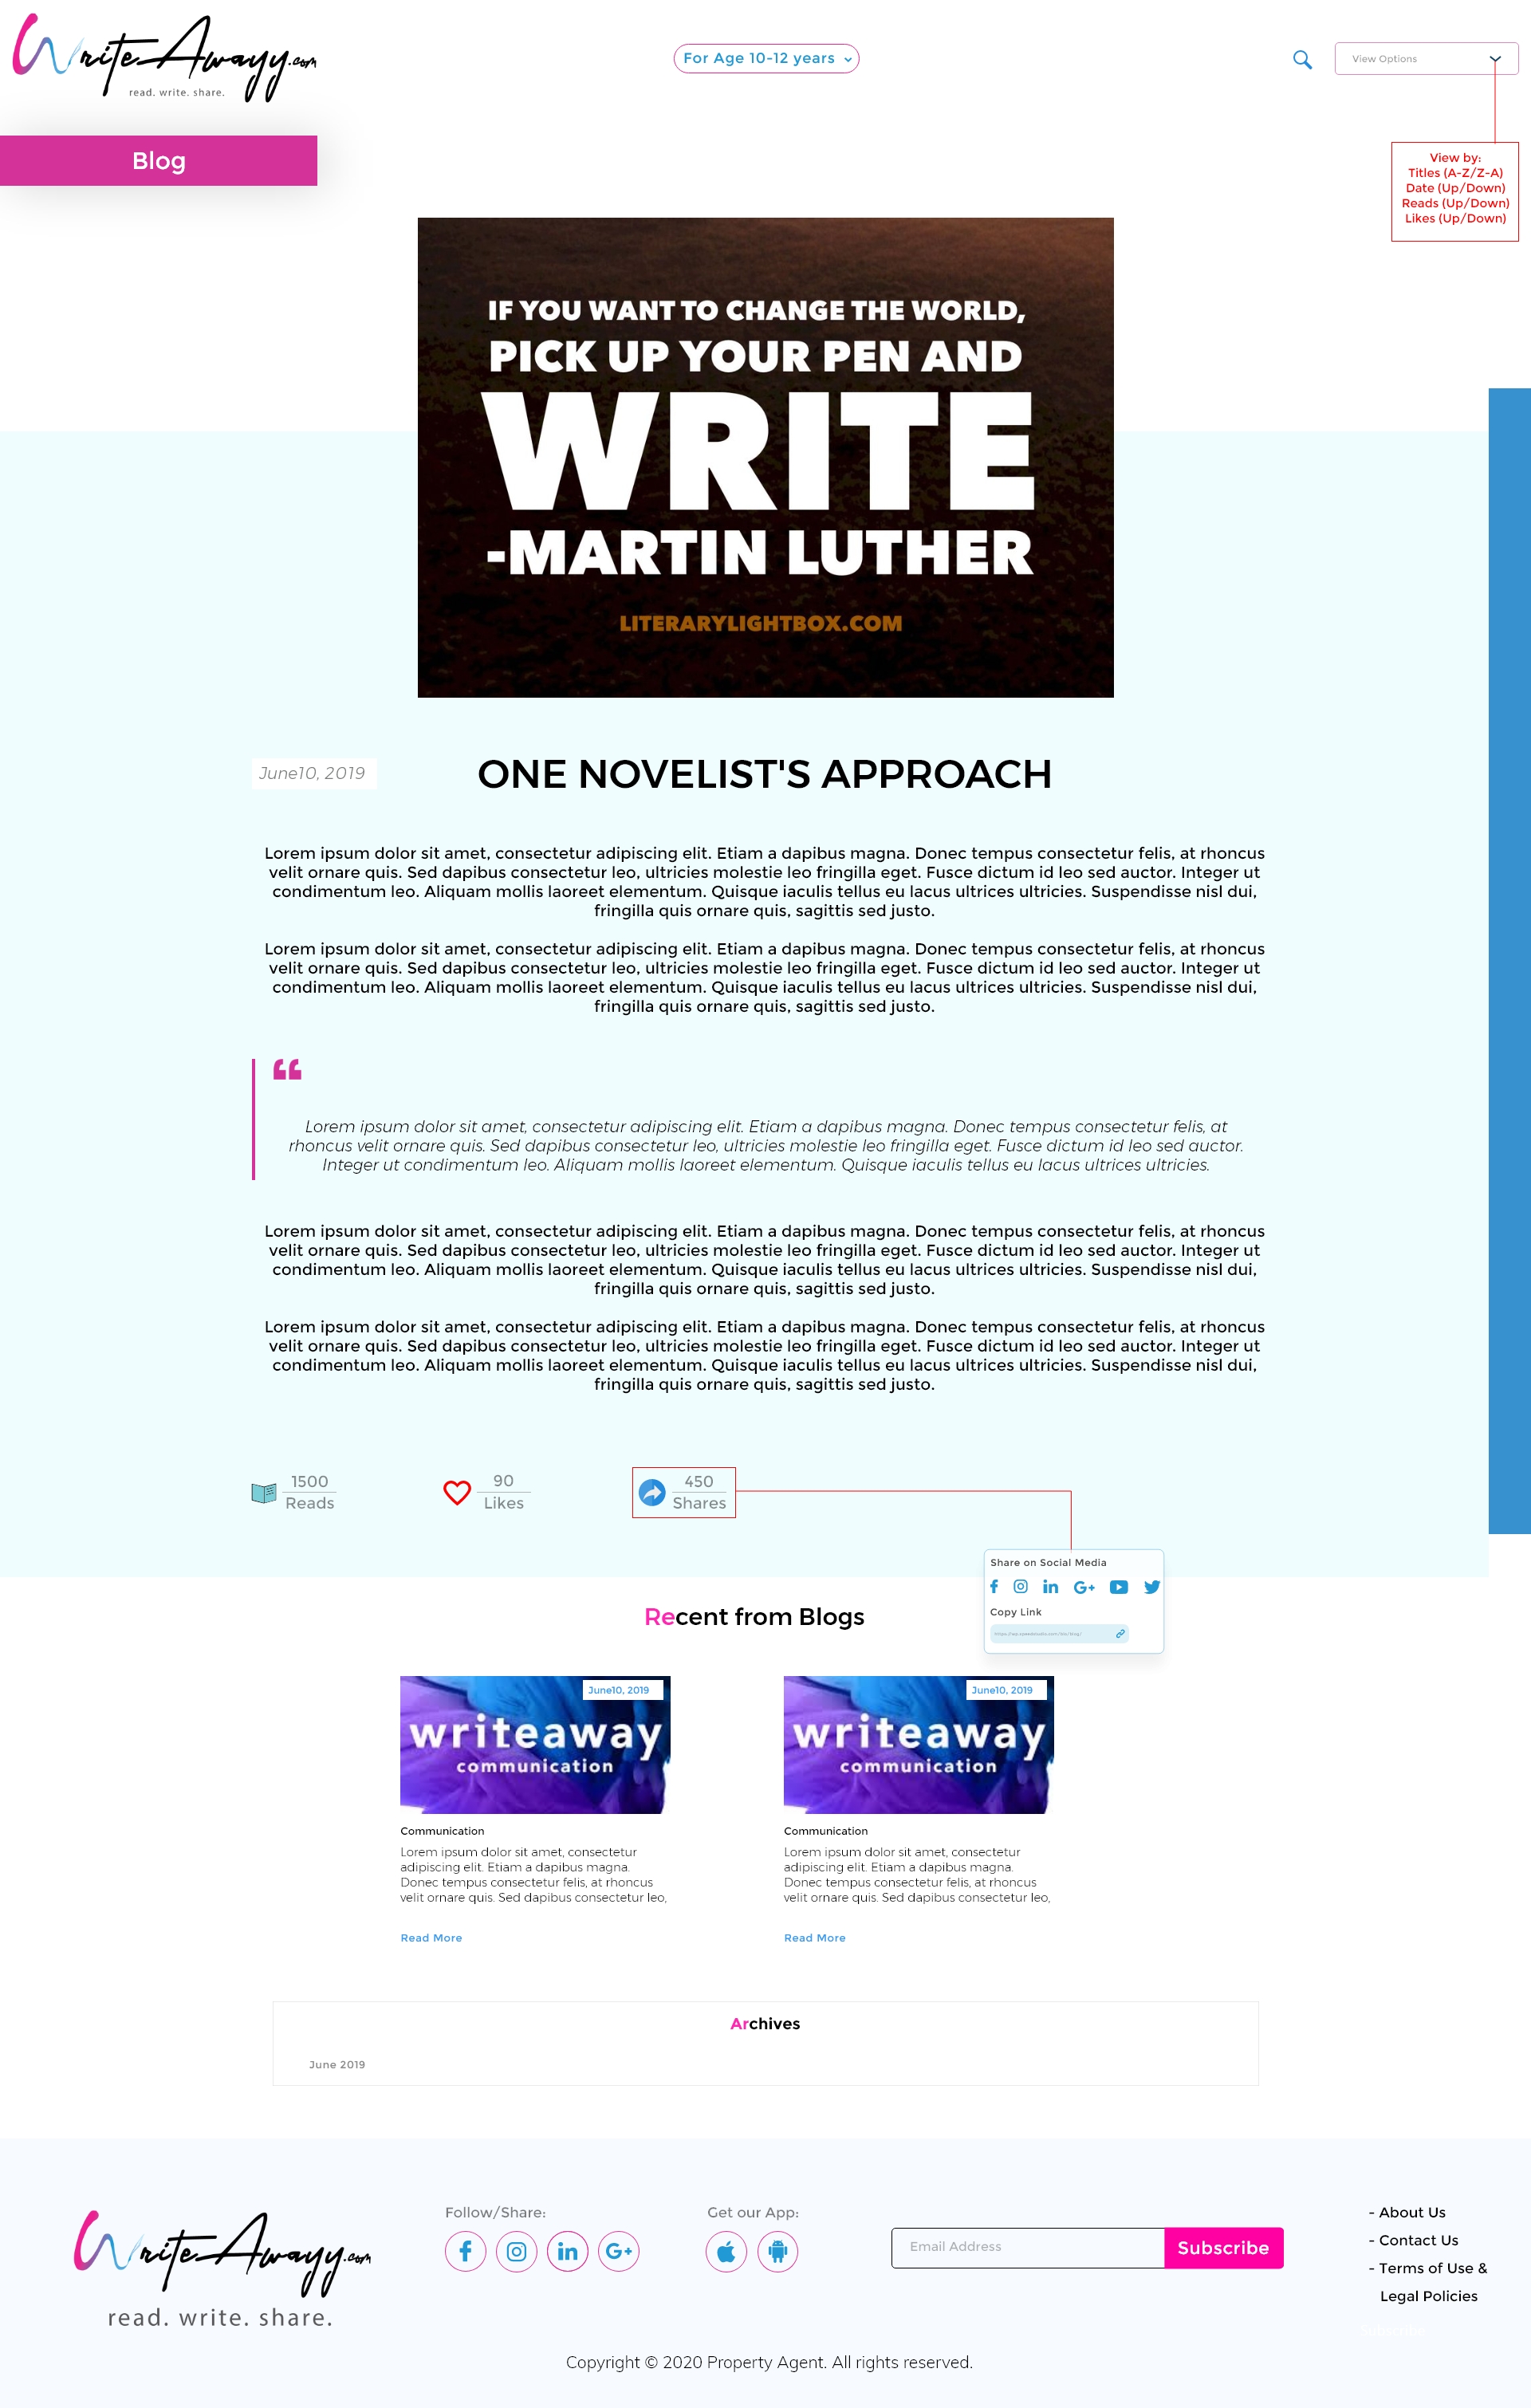 WriteAwayy.com
read. write. share.
For Age 10-12 years
View Options
Blog
View by:
Titles (A-Z/Z-A)
Date (Up/Down)
Reads (Up/Down)
Likes (Up/Down)
IF YOU WANT TO CHANGE THE WORLD,
PICK UP YOUR PEN AND
WRITE
-MARTIN LUTHER
LITERARYLIGHTBOX.COM
June10, 2019
ONE NOVELIST'S APPROACH
Lorem ipsum dolor sit amet, consectetur adipiscing elit. Etiam a dapibus magna. Donec tempus consectetur felis, at rhoncus
velit ornare quis. Sed dapibus consectetur leo, ultricies molestie leo fringilla eget. Fusce dictum id leo sed auctor. Integer ut
condimentum leo. Aliquam mollis laoreet elementum. Quisque iaculis tellus eu lacus ultrices ultricies. Suspendisse nisl dui,
fringilla quis ornare quis, sagittis sed justo.
Lorem ipsum dolor sit amet, consectetur adipiscing elit. Etiam a dapibus magna. Donec tempus consectetur felis, at rhoncus
velit ornare quis. Sed dapibus consectetur leo, ultricies molestie leo fringilla eget. Fusce dictum id leo sed auctor. Integer ut
condimentum leo. Aliquam mollis laoreet elementum. Quisque iaculis tellus eu lacus ultrices ultricies. Suspendisse nisl dui,
fringilla quis ornare quis, sagittis sed justo.
Lorem ipsum dolor sit amet, consectetur adipiscing elit. Etiam a dapibus magna. Donec tempus consectetur felis, at
rhoncus velit ornare quis. Sed dapibus consectetur leo, ultricies molestie leo fringilla eget. Fusce dictum id leo sed auctor.
Integer ut condimentum leo. Aliquam mollis laoreet elementum. Quisque iaculis tellus eu lacus ultrices ultricies.
Lorem ipsum dolor sit amet, consectetur adipiscing elit. Etiam a dapibus magna. Donec tempus consectetur felis, at rhoncus
velit ornare quis. Sed dapibus consectetur leo, ultricies molestie leo fringilla eget. Fusce dictum id leo sed auctor. Integer ut
condimentum leo. Aliquam mollis laoreet elementum. Quisque iaculis tellus eu lacus ultrices ultricies. Suspendisse nisl dui,
fringilla quis ornare quis, sagittis sed justo.
Lorem ipsum dolor sit amet, consectetur adipiscing elit. Etiam a dapibus magna. Donec tempus consectetur felis, at rhoncus
velit ornare quis. Sed dapibus consectetur leo, ultricies molestie leo fringilla eget. Fusce dictum id leo sed auctor. Integer ut
condimentum leo. Aliquam mollis laoreet elementum. Quisque iaculis tellus eu lacus ultrices ultricies. Suspendisse nisl dui,
fringilla quis ornare quis, sagittis sed justo.
1500
Reads
90
Likes
450
Shares
Share on Social Media
Copy Link
Recent from Blogs
June10, 2019
writeaway
communication
Communication
Lorem ipsum dolor sit amet, consectetur
adipiscing elit. Etiam a dapibus magna.
Donec tempus consectetur felis, at rhoncus
velit ornare quis. Sed dapibus consectetur leo,
Read More
June10, 2019
writeaway
communication
Communication
Lorem ipsum dolor sit amet, consectetur
adipiscing elit. Etiam a dapibus magna.
Donec tempus consectetur felis, at rhoncus
velit ornare quis. Sed dapibus consectetur leo,
Read More
Archives
June 2019
WriteAwayy.com
read. write. share.
Follow/Share:
Get our App:
Email Address
Subscribe
- About Us
- Contact Us
- Terms of Use &
Legal Policies
Copyright © 2020 Property Agent. All rights reserved.